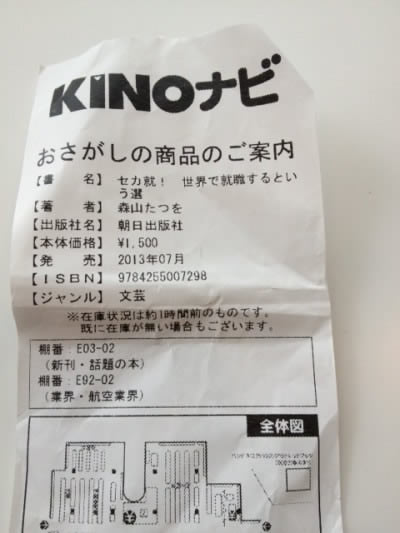 KINOナビ
おさがしの商品のご案内
【書 名】 セカ就! 世界で就職するとい
う選
【著 者】 森山たつを
【出版社名】 朝日出版社
【本体価格】 ¥1,500
【発 売】 2013年07月
【ISBN】 9784255007298
【ジャンル】 文芸
※在庫状況は約1時間前のものです。
既に在庫が無い場合もございます。
棚番:E03-02
(新刊・話題の本)
棚番:E92-02
(業界・航空業界)
全体図